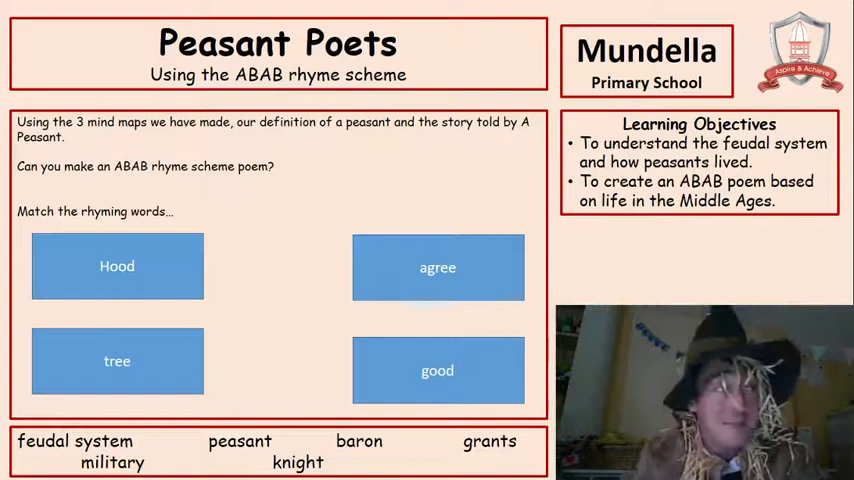 Peasant Poets
Using the ABAB rhyme scheme
Mundella
Primary School
Aspire & Achieve
Using the 3 mind maps we have made, our definition of a peasant and the story told by A
Peasant.
Can you make an ABAB rhyme scheme poem?
Match the rhyming words...
Hood
agree
tree
good
Learning Objectives
• To understand the feudal system
and how peasants lived.
• To create an ABAB poem based
on life in the Middle Ages.
feudal system peasant baron grants
military knight